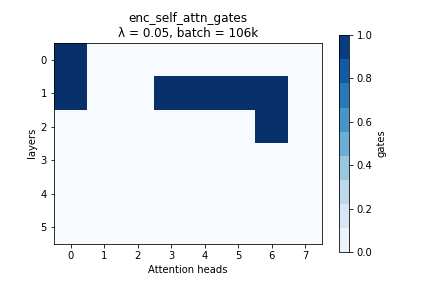 enc_self_attn_gates
λ = 0.05, batch = 106k
layers
0
1
2
3
4
5
0 1 2 3 4 5 6 7
Attention heads
1.0
0.8
0.6
0.4
0.2
0.0
gates